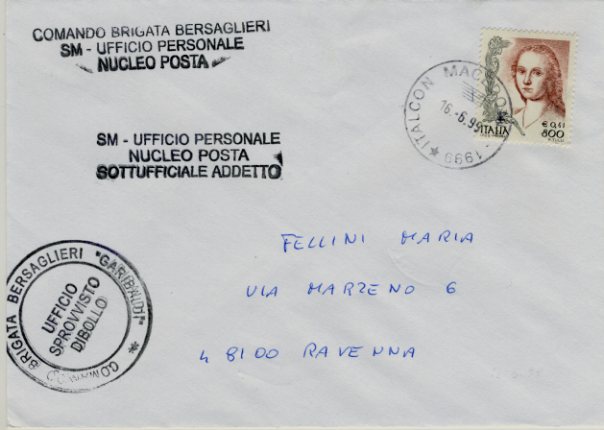 COMANDO BRIGATA BERSAGLIERI
SM - UFFICIO PERSONALE
NUCLEO POSTA
SM - UFFICIO PERSONALE
NUCLEO POSTA
SOTTUFFICIALE ADDETTO
ITALCON MAC
16.-6.99
*1999
€ 0,41
ITALIA 800
FELLINI MARIA
VIA MARZENO 6
48100 RAVENNA
COMANDO BRIGATA BERSAGLIERI "GARIBALDI" *
UFFICIO
SPROVVISTO
DIBOLLO